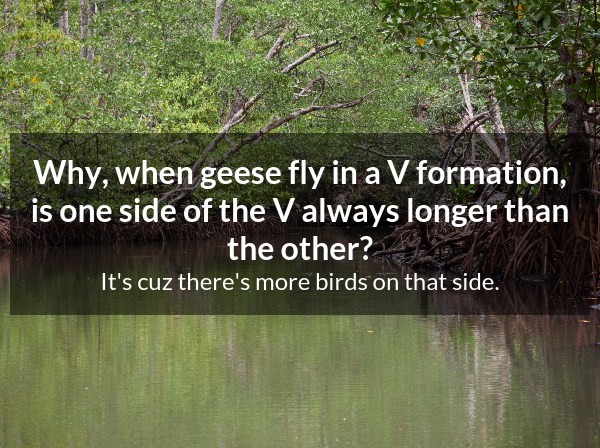 Why, when geese fly in a V formation,
is one side of the V always longer than
the other?
It's cuz there's more birds on that side.